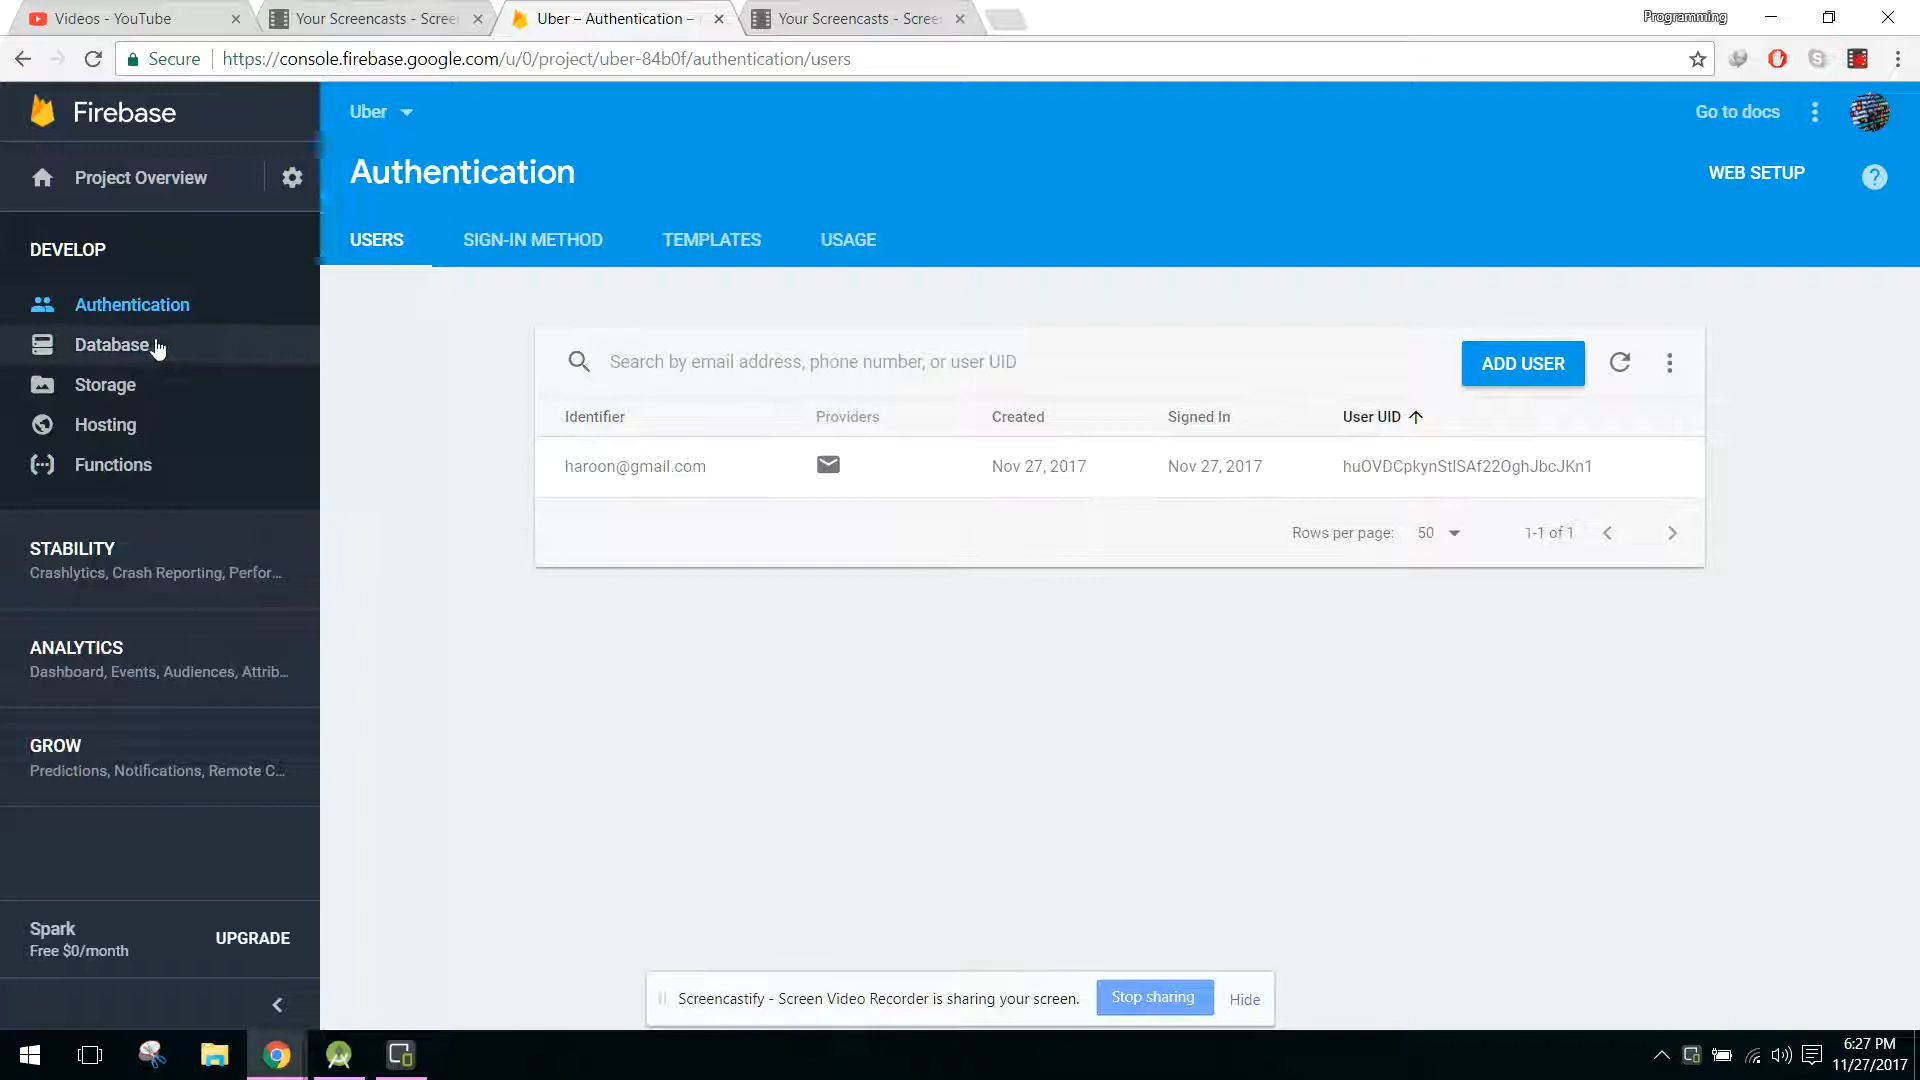 Videos - YouTube
Your Screencasts - Scree
Uber – Authentication –
Your Screencasts - Scree
Programming
Secure
https://console.firebase.google.com/u/0/project/uber-84b0f/authentication/users
Firebase
Uber
Go to docs
Project Overview
Authentication
WEB SETUP
USERS
SIGN-IN METHOD
TEMPLATES
USAGE
DEVELOP
Authentication
Database
Storage
Hosting
Functions
Search by email address, phone number, or user UID
ADD USER
Identifier
Providers
Created
Signed In
User UID
haroon@gmail.com
Nov 27, 2017
Nov 27, 2017
huOVDCpkynStlSAf22OghJbcJKn1
Rows per page:
50
1-1 of 1
STABILITY
Crashlytics, Crash Reporting, Perfor...
ANALYTICS
Dashboard, Events, Audiences, Attrib...
GROW
Predictions, Notifications, Remote C...
Spark
Free $0/month
UPGRADE
Screencastify - Screen Video Recorder is sharing your screen.
Stop sharing
Hide
6:27 PM
11/27/2017